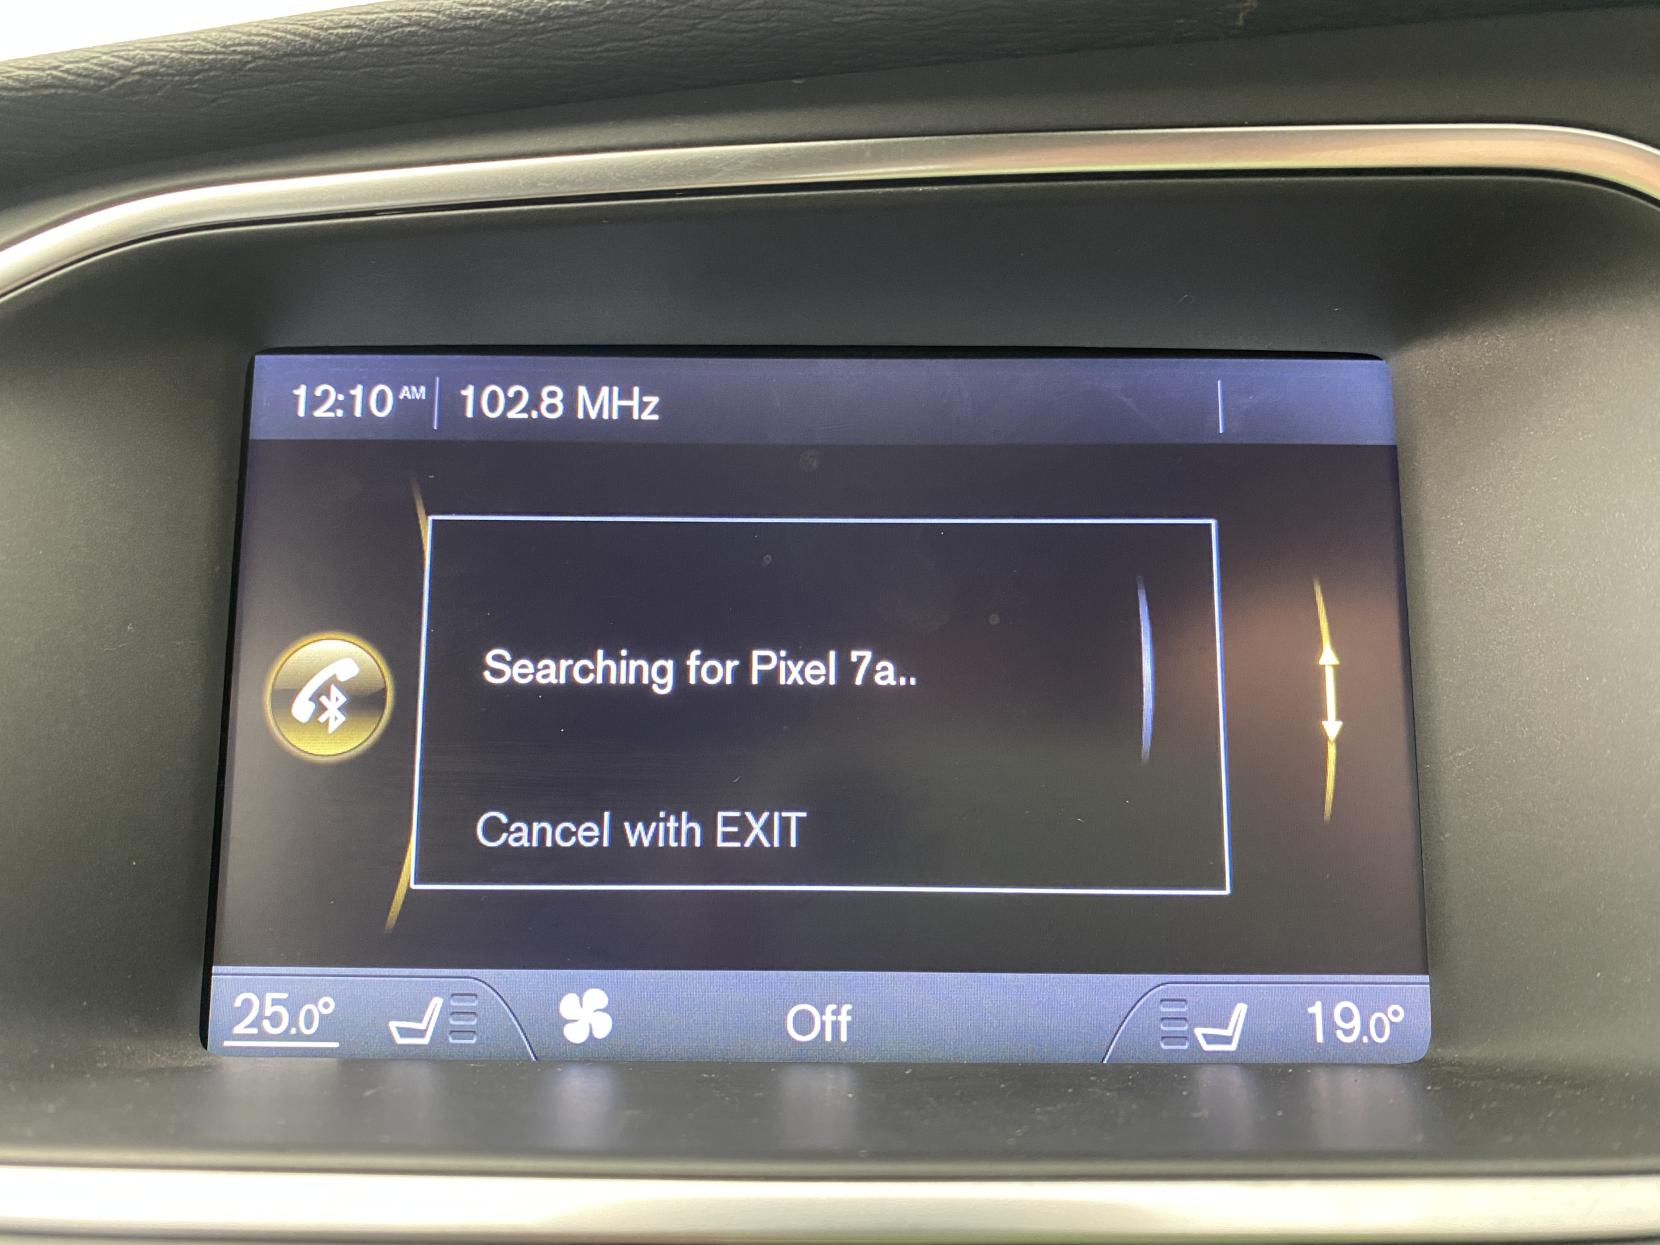 12:10 AM 102.8 MHz
Searching for Pixel 7a..
Cancel with EXIT
25.0° Off 19.0°